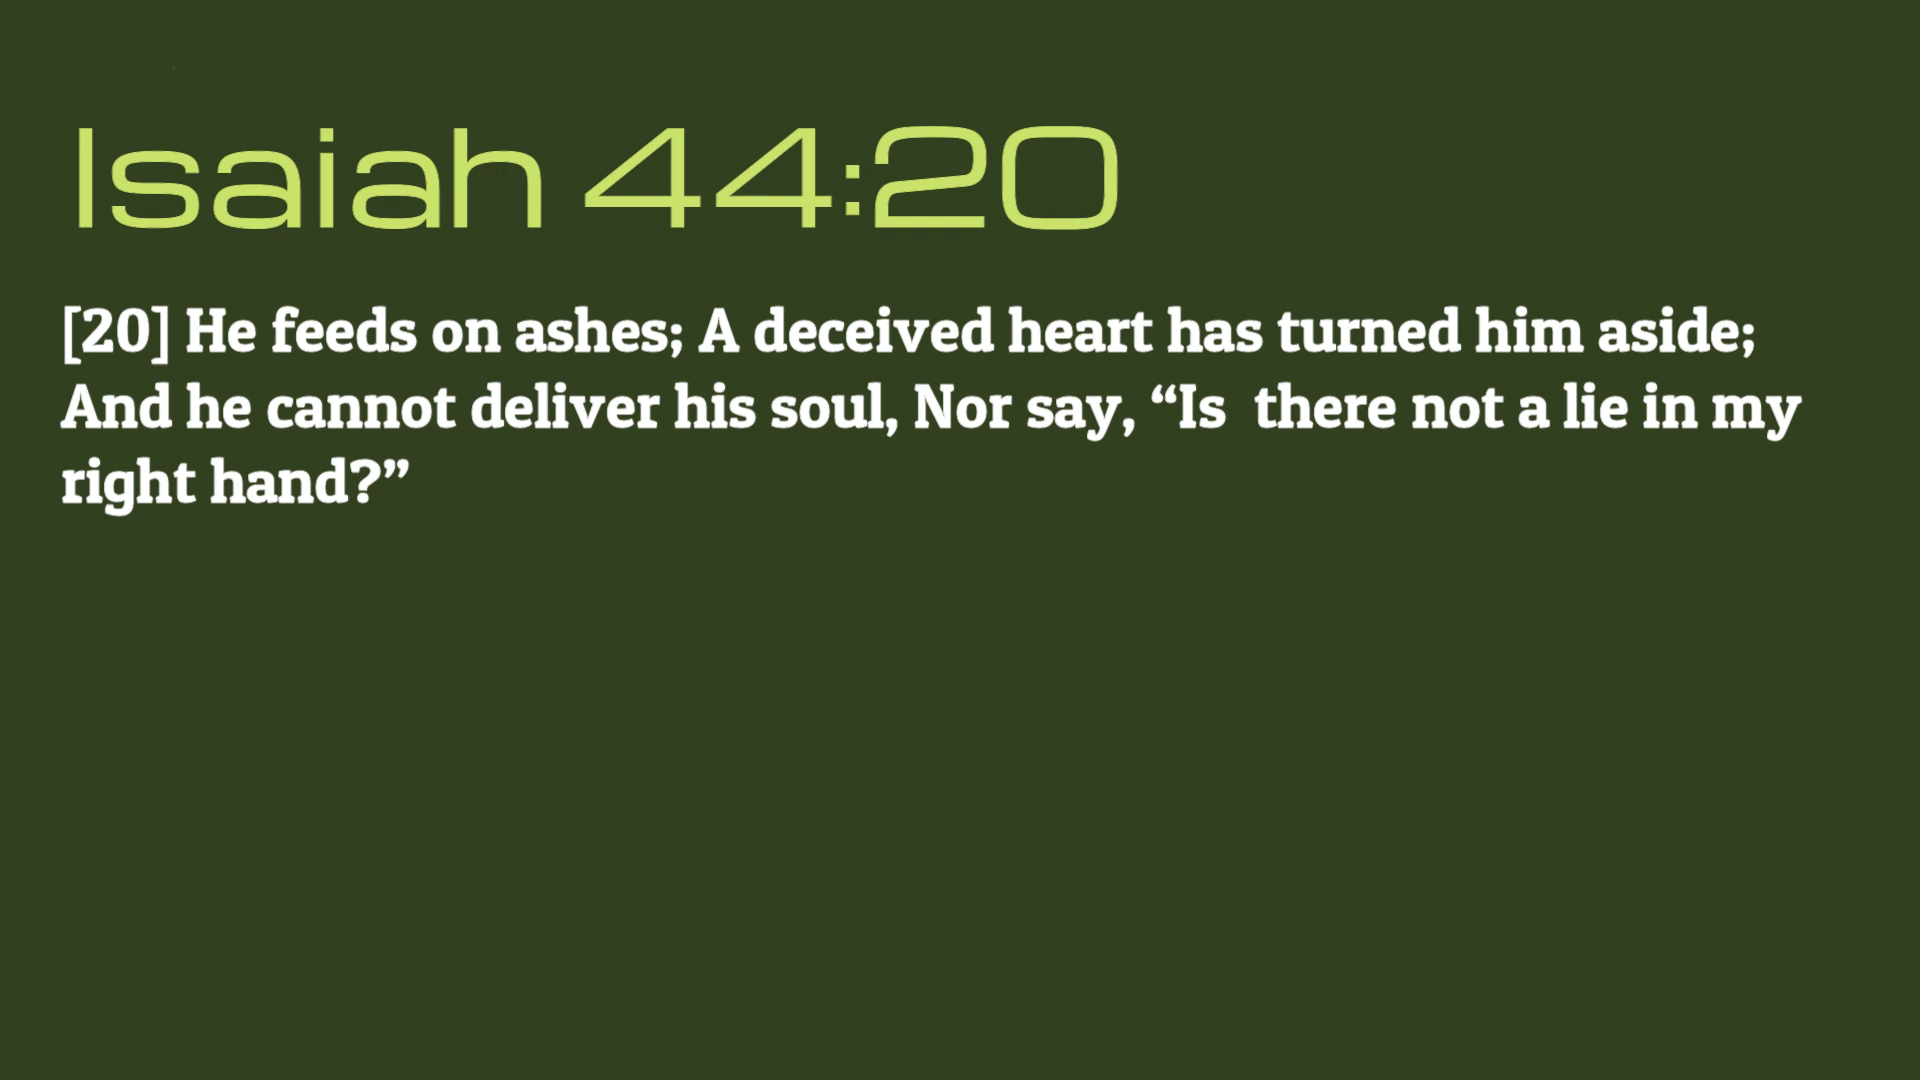 Isaiah 44:20
[20] He feeds on ashes; A deceived heart has turned him aside;
And he cannot deliver his soul, Nor say, “Is  there not a lie in my
right hand?”